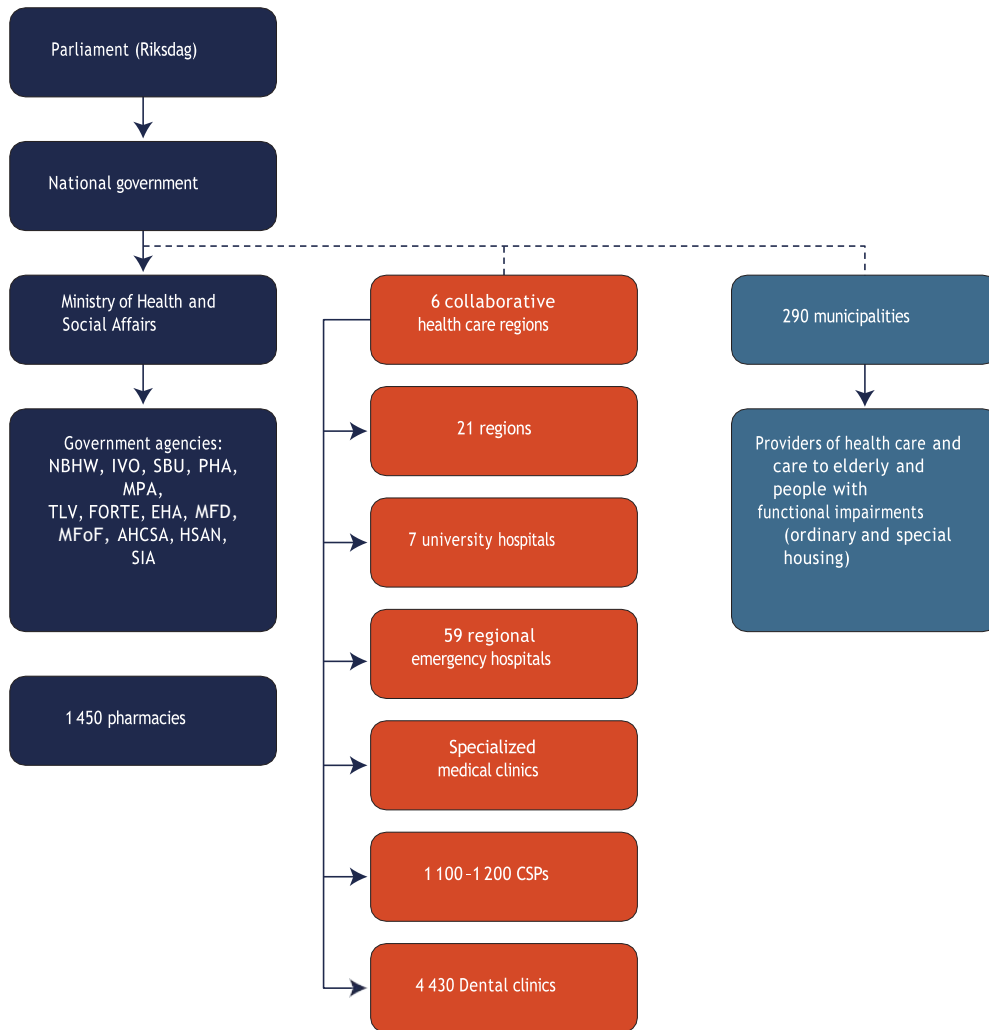 Parliament (Riksdag)
National government
Ministry of Health and
Social Affairs
Government agencies:
NBHW, IVO, SBU, PHA,
MPA,
TLV, FORTE, EHA, MFD,
MFoF, AHCSA, HSAN,
SIA
1 450 pharmacies
6 collaborative
health care regions
21 regions
7 university hospitals
59 regional
emergency hospitals
Specialized
medical clinics
1 100–1 200 CSPs
4 430 Dental clinics
290 municipalities
Providers of health care and
care to elderly and
people with
functional impairments
(ordinary and special
housing)